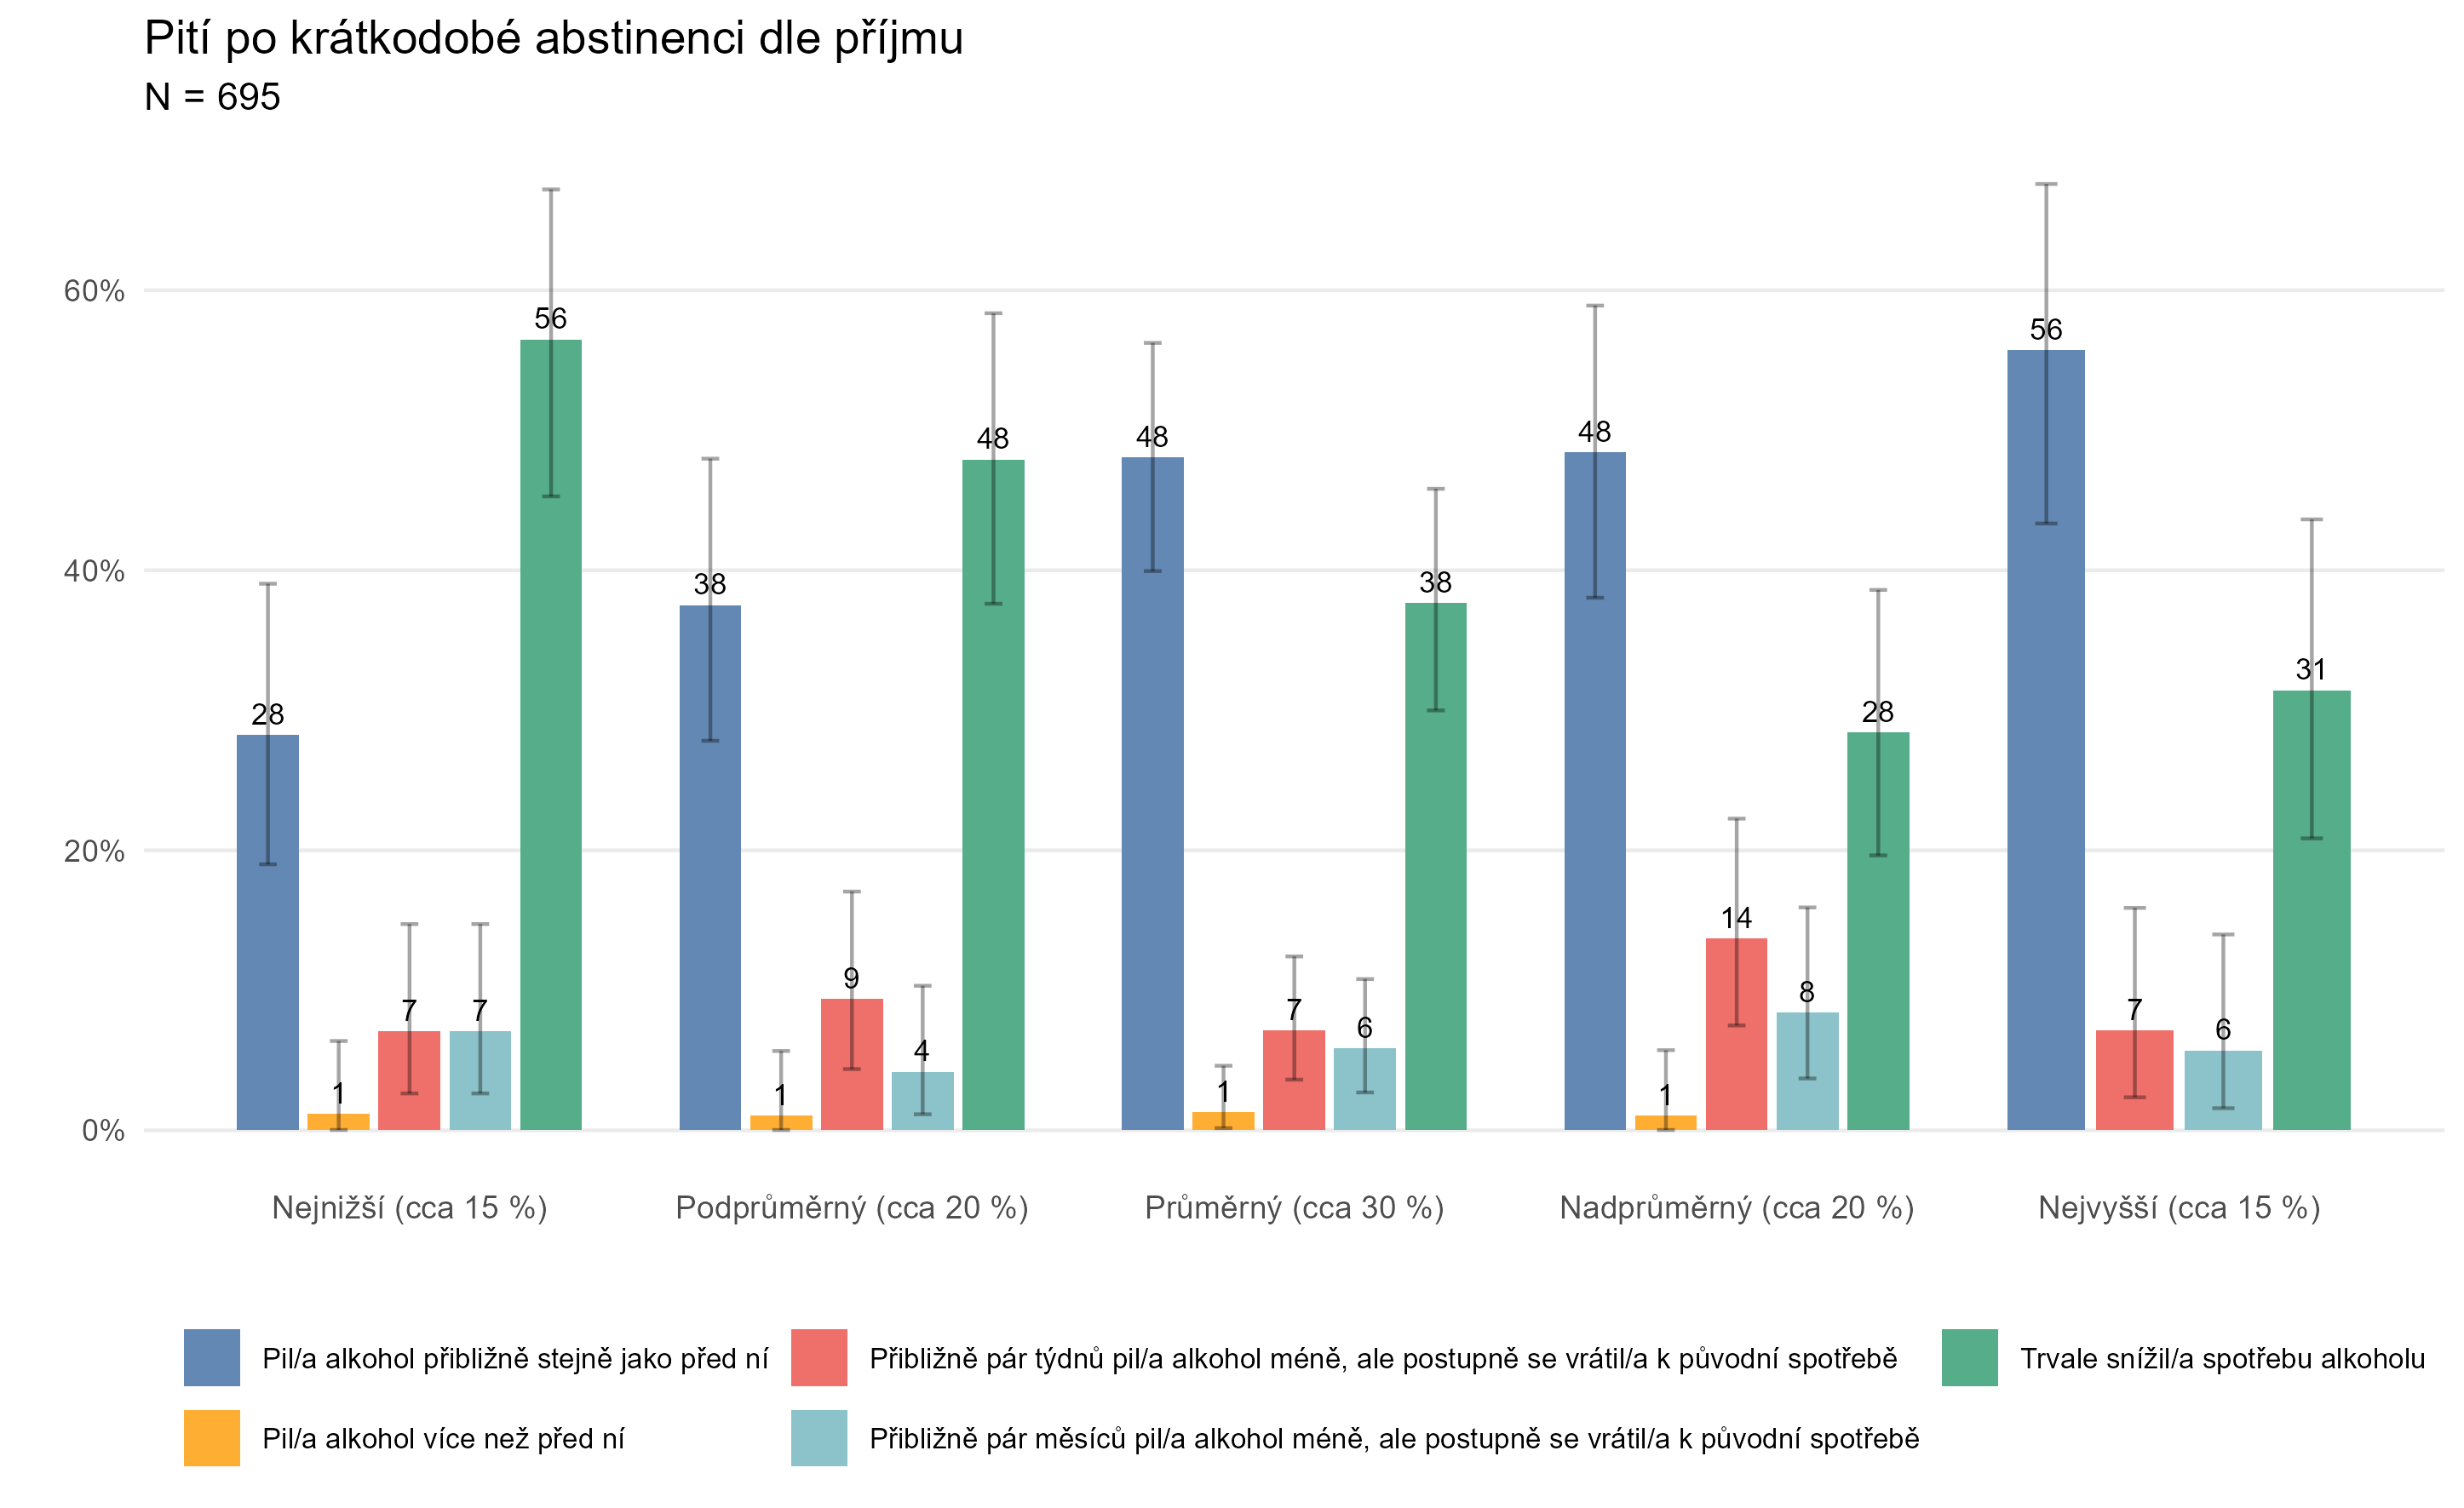 Pití po krátkodobé abstinenci dle příjmu
N = 695
60%
40%
20%
0%
28
1
7
7
56
38
1
9
4
48
48
1
7
6
38
48
1
14
8
28
56
7
6
31
Nejnižší (cca 15 %)
Podprůměrný (cca 20 %)
Průměrný (cca 30 %)
Nadprůměrný (cca 20 %)
Nejvyšší (cca 15 %)
Pil/a alkohol přibližně stejně jako před ní
Pil/a alkohol více než před ní
Přibližně pár týdnů pil/a alkohol méně, ale postupně se vrátil/a k původní spotřebě
Přibližně pár měsíců pil/a alkohol méně, ale postupně se vrátil/a k původní spotřebě
Trvale snížil/a spotřebu alkoholu